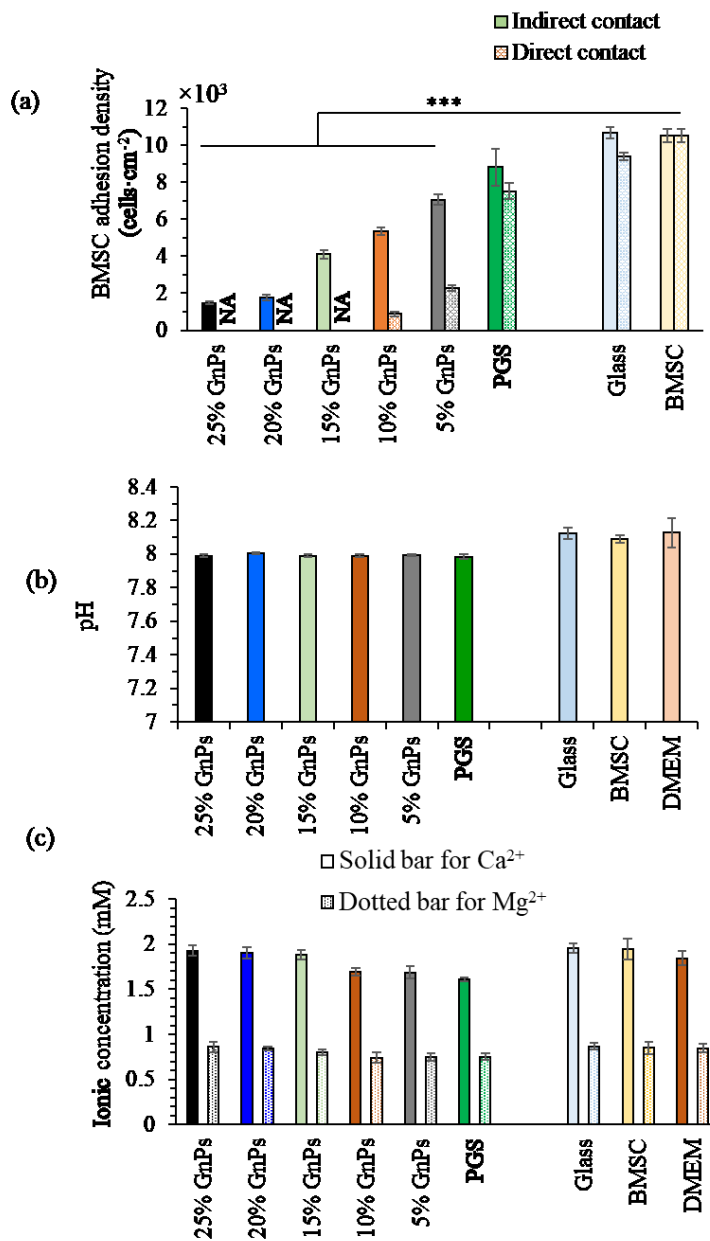 Indirect contact
Direct contact
(a)
×10³
***
BMSC adhesion density
(cells·cm⁻²)
12
10
8
6
4
2
0
NA
NA
NA
25% GnPs
20% GnPs
15% GnPs
10% GnPs
5% GnPs
PGS
Glass
BMSC
(b)
pH
8.4
8.2
8
7.8
7.6
7.4
7.2
7
25% GnPs
20% GnPs
15% GnPs
10% GnPs
5% GnPs
PGS
Glass
BMSC
DMEM
(c)
Solid bar for Ca²⁺
Dotted bar for Mg²⁺
Ionic concentration (mM)
2.5
2
1.5
1
0.5
0
25% GnPs
20% GnPs
15% GnPs
10% GnPs
5% GnPs
PGS
Glass
BMSC
DMEM